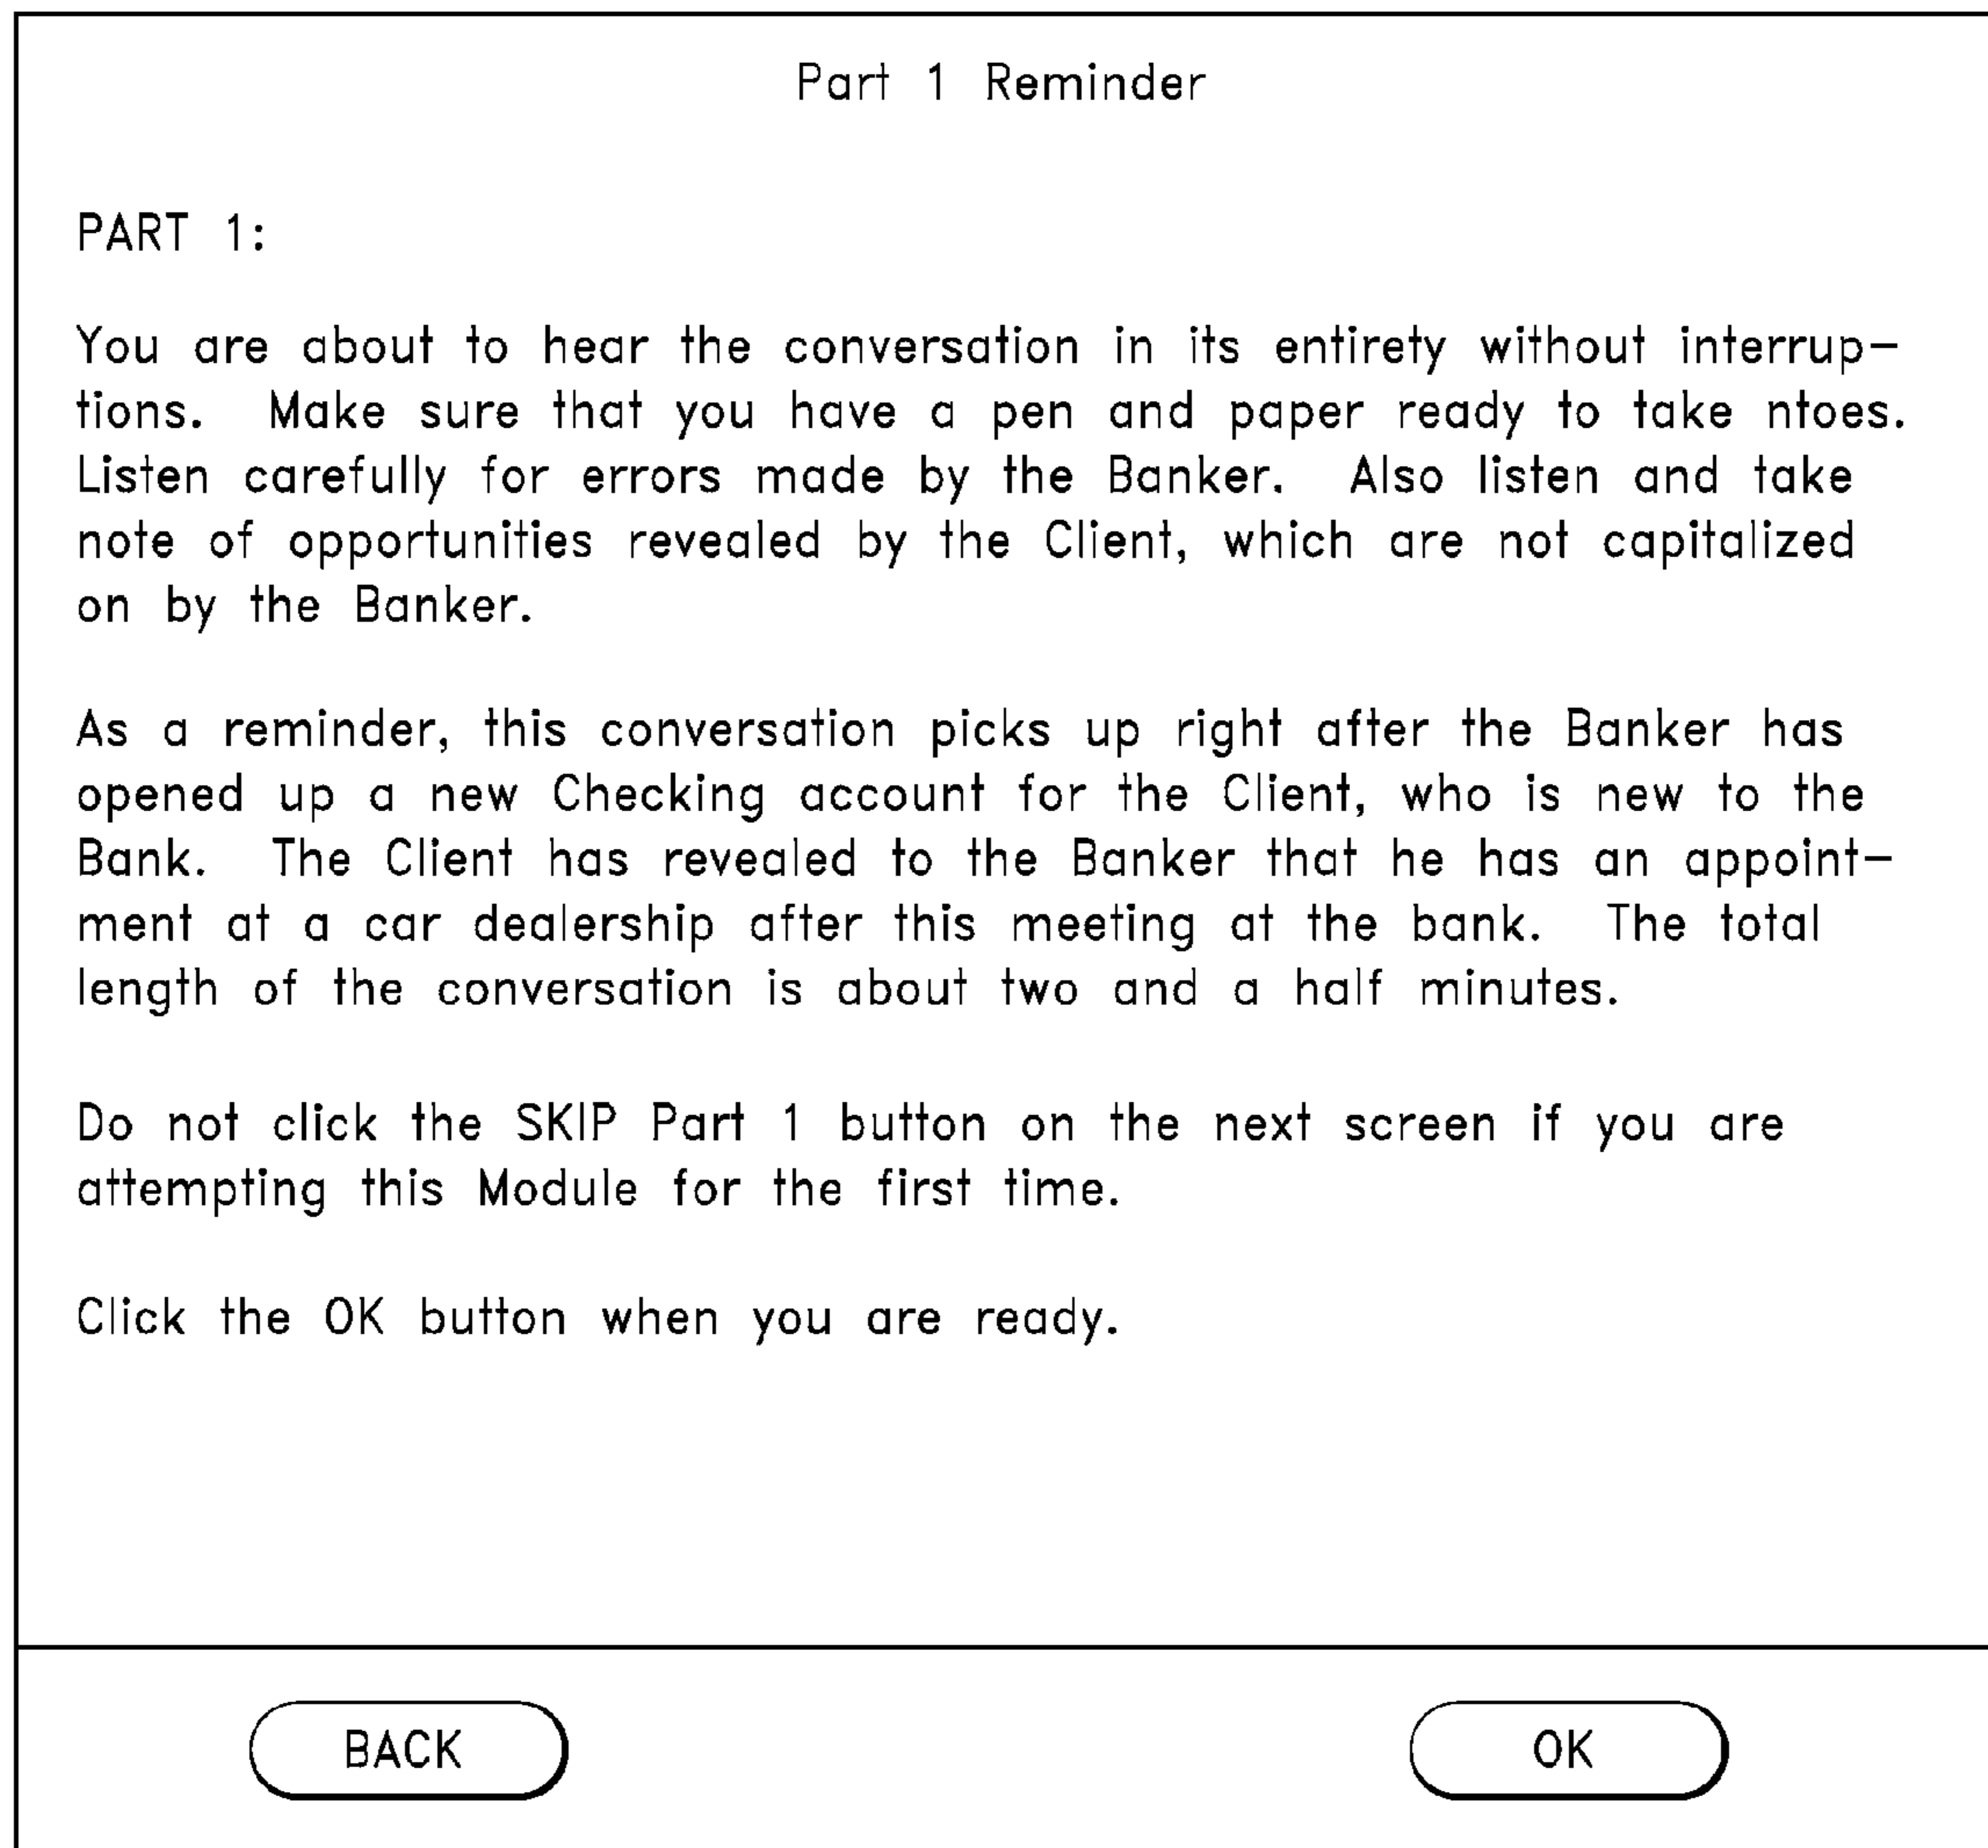 Part 1 Reminder
PART 1:
You are about to hear the conversation in its entirety without interrup-
tions. Make sure that you have a pen and paper ready to take ntoes.
Listen carefully for errors made by the Banker. Also listen and take
note of opportunities revealed by the Client, which are not capitalized
on by the Banker.
As a reminder, this conversation picks up right after the Banker has
opened up a new Checking account for the Client, who is new to the
Bank. The Client has revealed to the Banker that he has an appoint-
ment at a car dealership after this meeting at the bank. The total
length of the conversation is about two and a half minutes.
Do not click the SKIP Part 1 button on the next screen if you are
attempting this Module for the first time.
Click the OK button when you are ready.
BACK OK